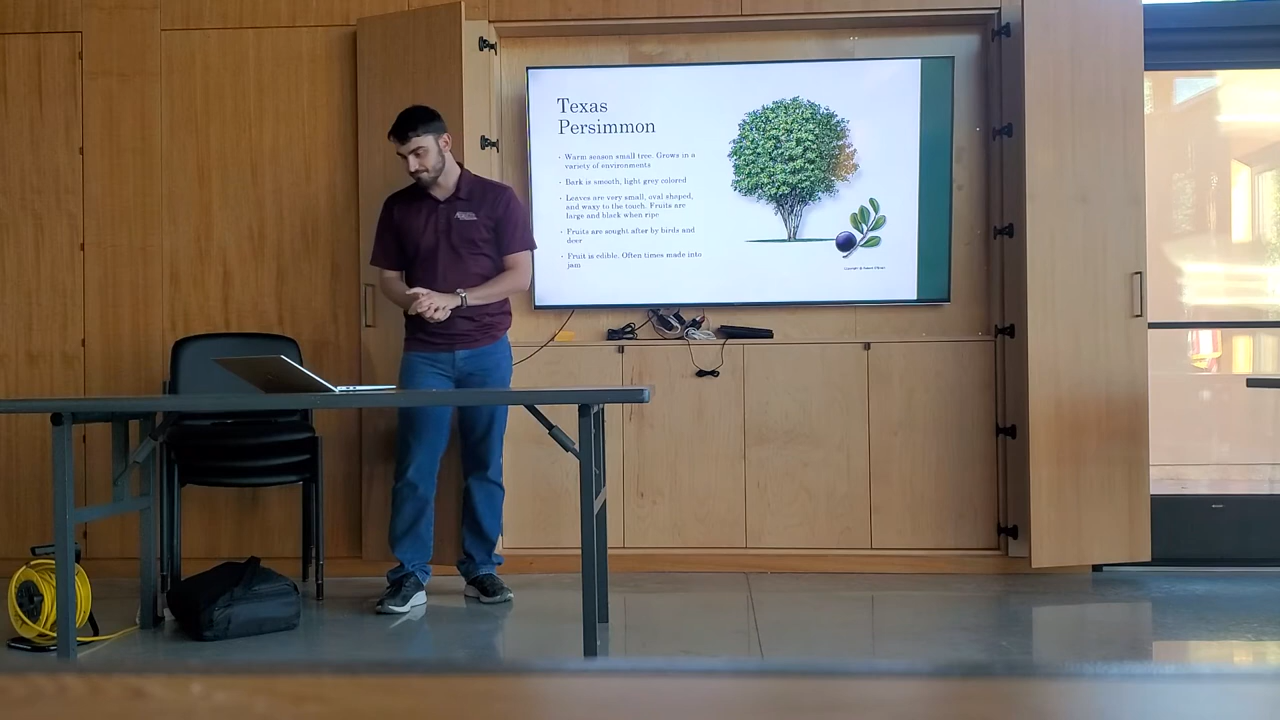 Texas
Persimmon
· Warm season small tree. Grows in a
variety of environments
· Bark is smooth, light grey colored
· Leaves are very small, oval shaped,
and waxy to the touch. Fruits are
large and black when ripe
· Fruits are sought after by birds and
deer
· Fruit is edible. Often times made into
jam